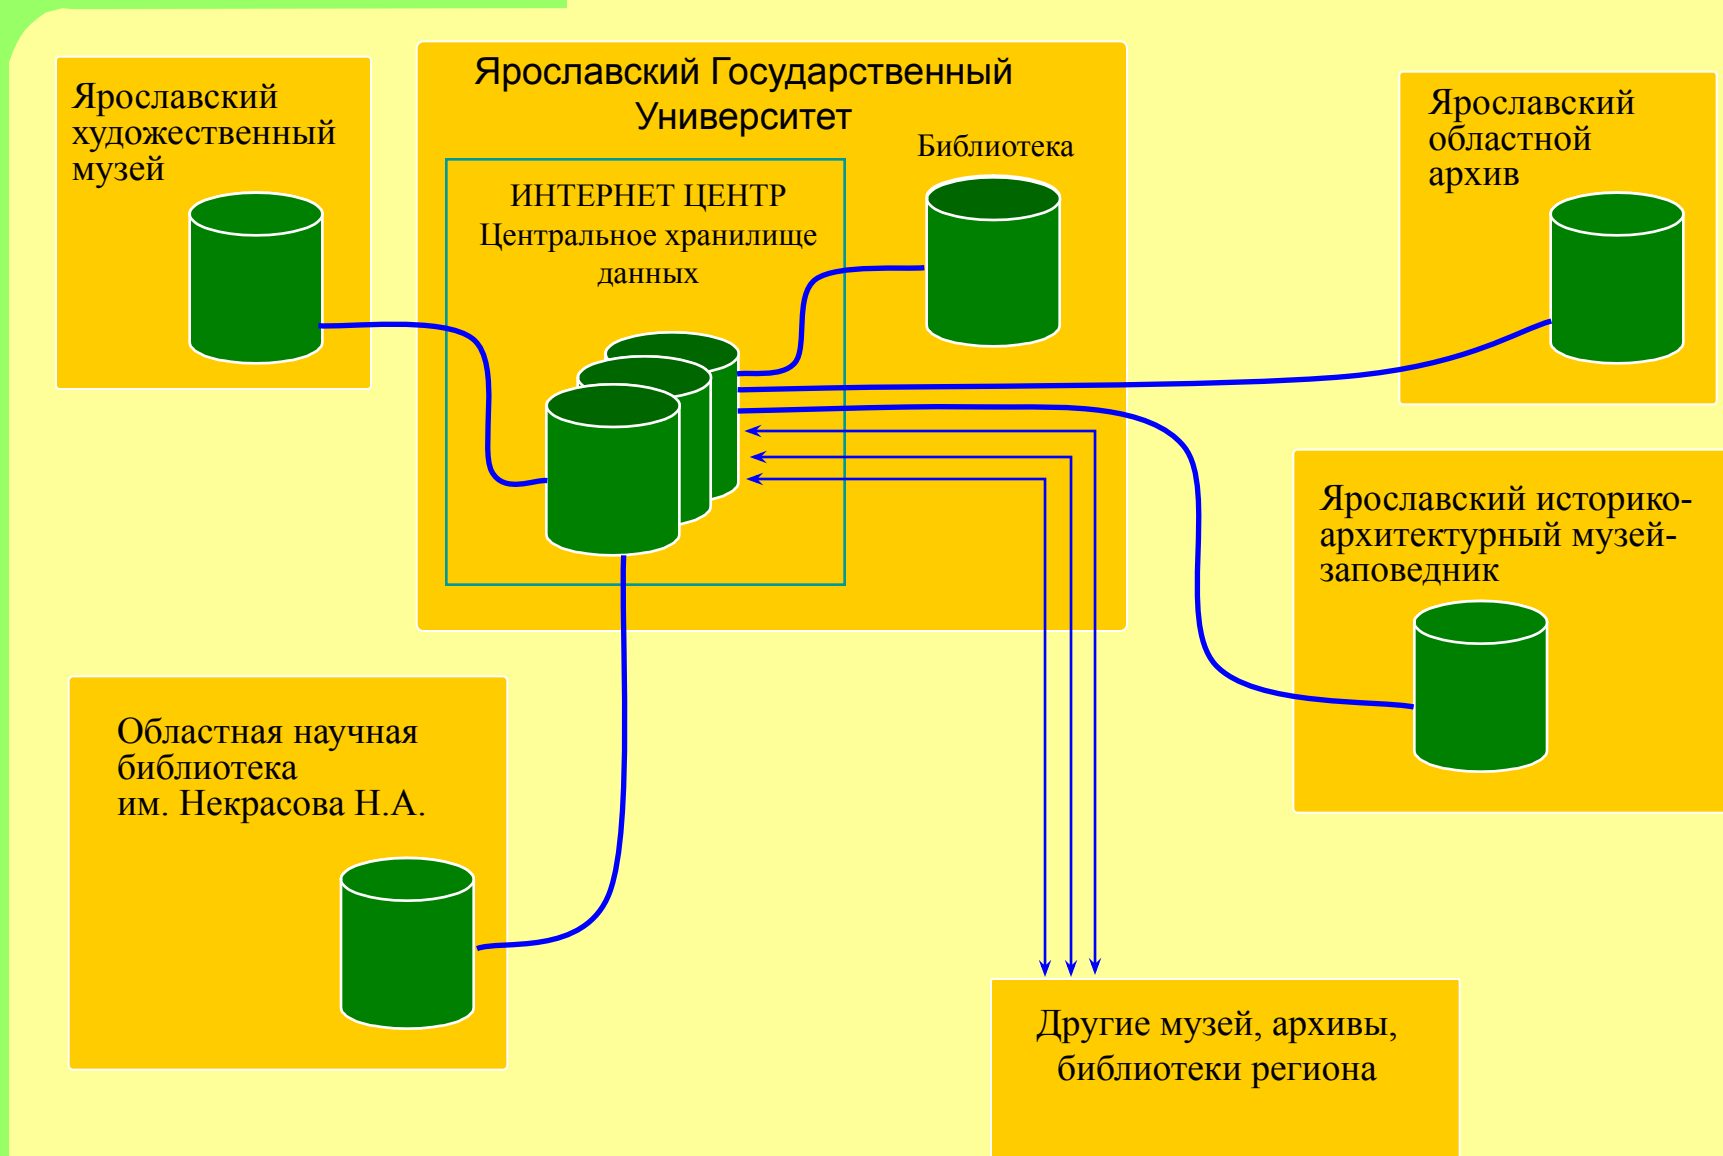 Ярославский
художественный
музей
Ярославский Государственный
Университет
Библиотека
ИНТЕРНЕТ ЦЕНТР
Центральное хранилище
данных
Ярославский
областной
архив
Ярославский историко-
архитектурный музей-
заповедник
Областная научная
библиотека
им. Некрасова Н.А.
Другие музей, архивы,
библиотеки региона